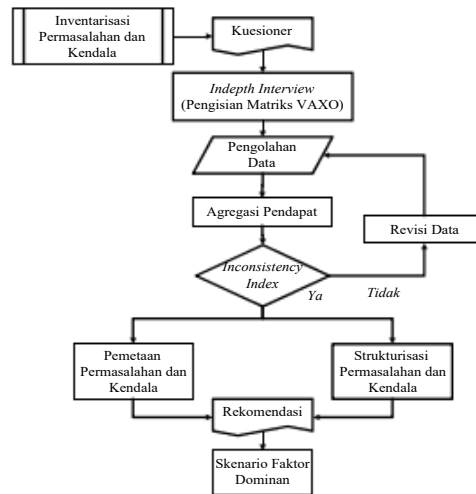 Inventarisasi
Permasalahan dan
Kendala
Kuesioner
Indepth Interview
(Pengisian Matriks VAXO)
Pengolahan
Data
Agregasi Pendapat
Revisi Data
Inconsistency
Index
Ya
Tidak
Pemetaan
Permasalahan dan
Kendala
Strukturisasi
Permasalahan dan
Kendala
Rekomendasi
Skenario Faktor
Dominan